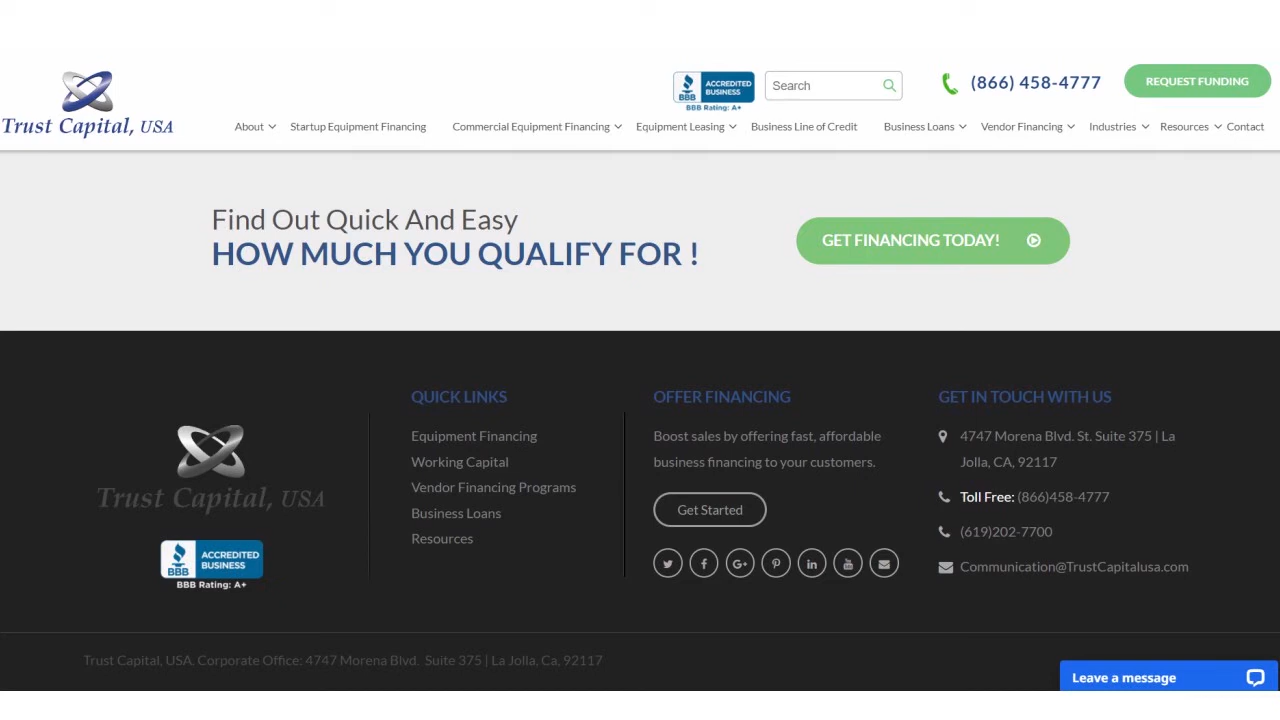 BBB
ACCREDITED
BUSINESS
BBB Rating: A+
Search
(866) 458-4777
REQUEST FUNDING
Trust Capital, USA
About
Startup Equipment Financing
Commercial Equipment Financing
Equipment Leasing
Business Line of Credit
Business Loans
Vendor Financing
Industries
Resources
Contact
Find Out Quick And Easy
HOW MUCH YOU QUALIFY FOR !
GET FINANCING TODAY!
Trust Capital, USA
BBB
ACCREDITED
BUSINESS
BBB Rating: A+
QUICK LINKS
Equipment Financing
Working Capital
Vendor Financing Programs
Business Loans
Resources
OFFER FINANCING
Boost sales by offering fast, affordable
business financing to your customers.
Get Started
GET IN TOUCH WITH US
4747 Morena Blvd. St. Suite 375 | La
Jolla, CA, 92117
Toll Free: (866)458-4777
(619)202-7700
Communication@TrustCapitalusa.com
Trust Capital, USA. Corporate Office: 4747 Morena Blvd. Suite 375 | La Jolla, Ca, 92117
Leave a message